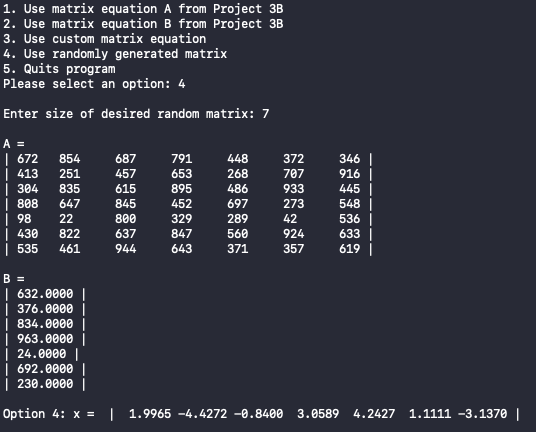 1. Use matrix equation A from Project 3B
2. Use matrix equation B from Project 3B
3. Use custom matrix equation
4. Use randomly generated matrix
5. Quits program
Please select an option: 4
Enter size of desired random matrix: 7
A =
| 672 854 687 791 448 372 346 |
| 413 251 457 653 268 707 916 |
| 304 835 615 895 486 933 445 |
| 808 647 845 452 697 273 548 |
| 98 22 800 329 289 42 536 |
| 430 822 637 847 560 924 633 |
| 535 461 944 643 371 357 619 |
B =
| 632.0000 |
| 376.0000 |
| 834.0000 |
| 963.0000 |
| 24.0000 |
| 692.0000 |
| 230.0000 |
Option 4: x = | 1.9965 -4.4272 -0.8400 3.0589 4.2427 1.1111 -3.1370 |